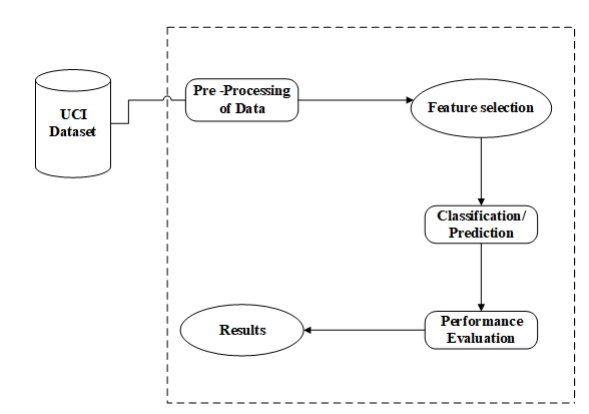 UCI
Dataset
Pre -Processing
of Data
Feature selection
Classification/
Prediction
Performance
Evaluation
Results